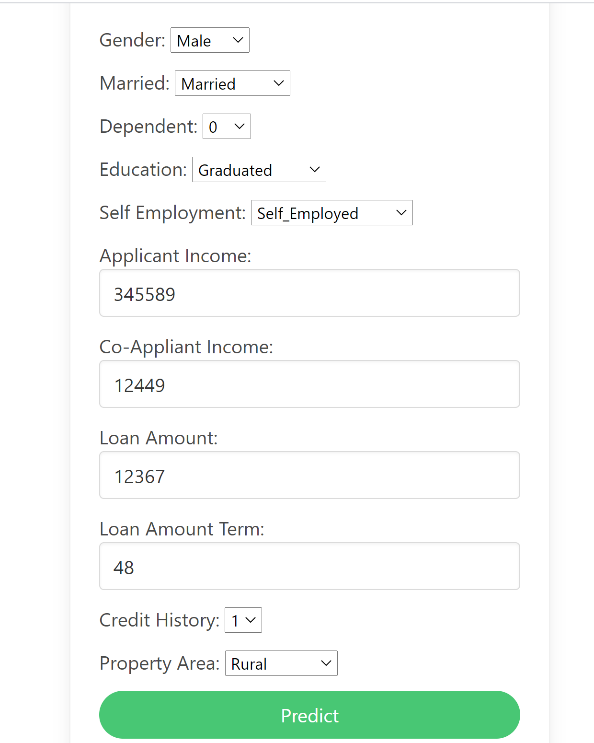 Gender: Male
Married: Married
Dependent: 0
Education: Graduated
Self Employment: Self_Employed
Applicant Income:
345589
Co-Appliant Income:
12449
Loan Amount:
12367
Loan Amount Term:
48
Credit History: 1
Property Area: Rural
Predict